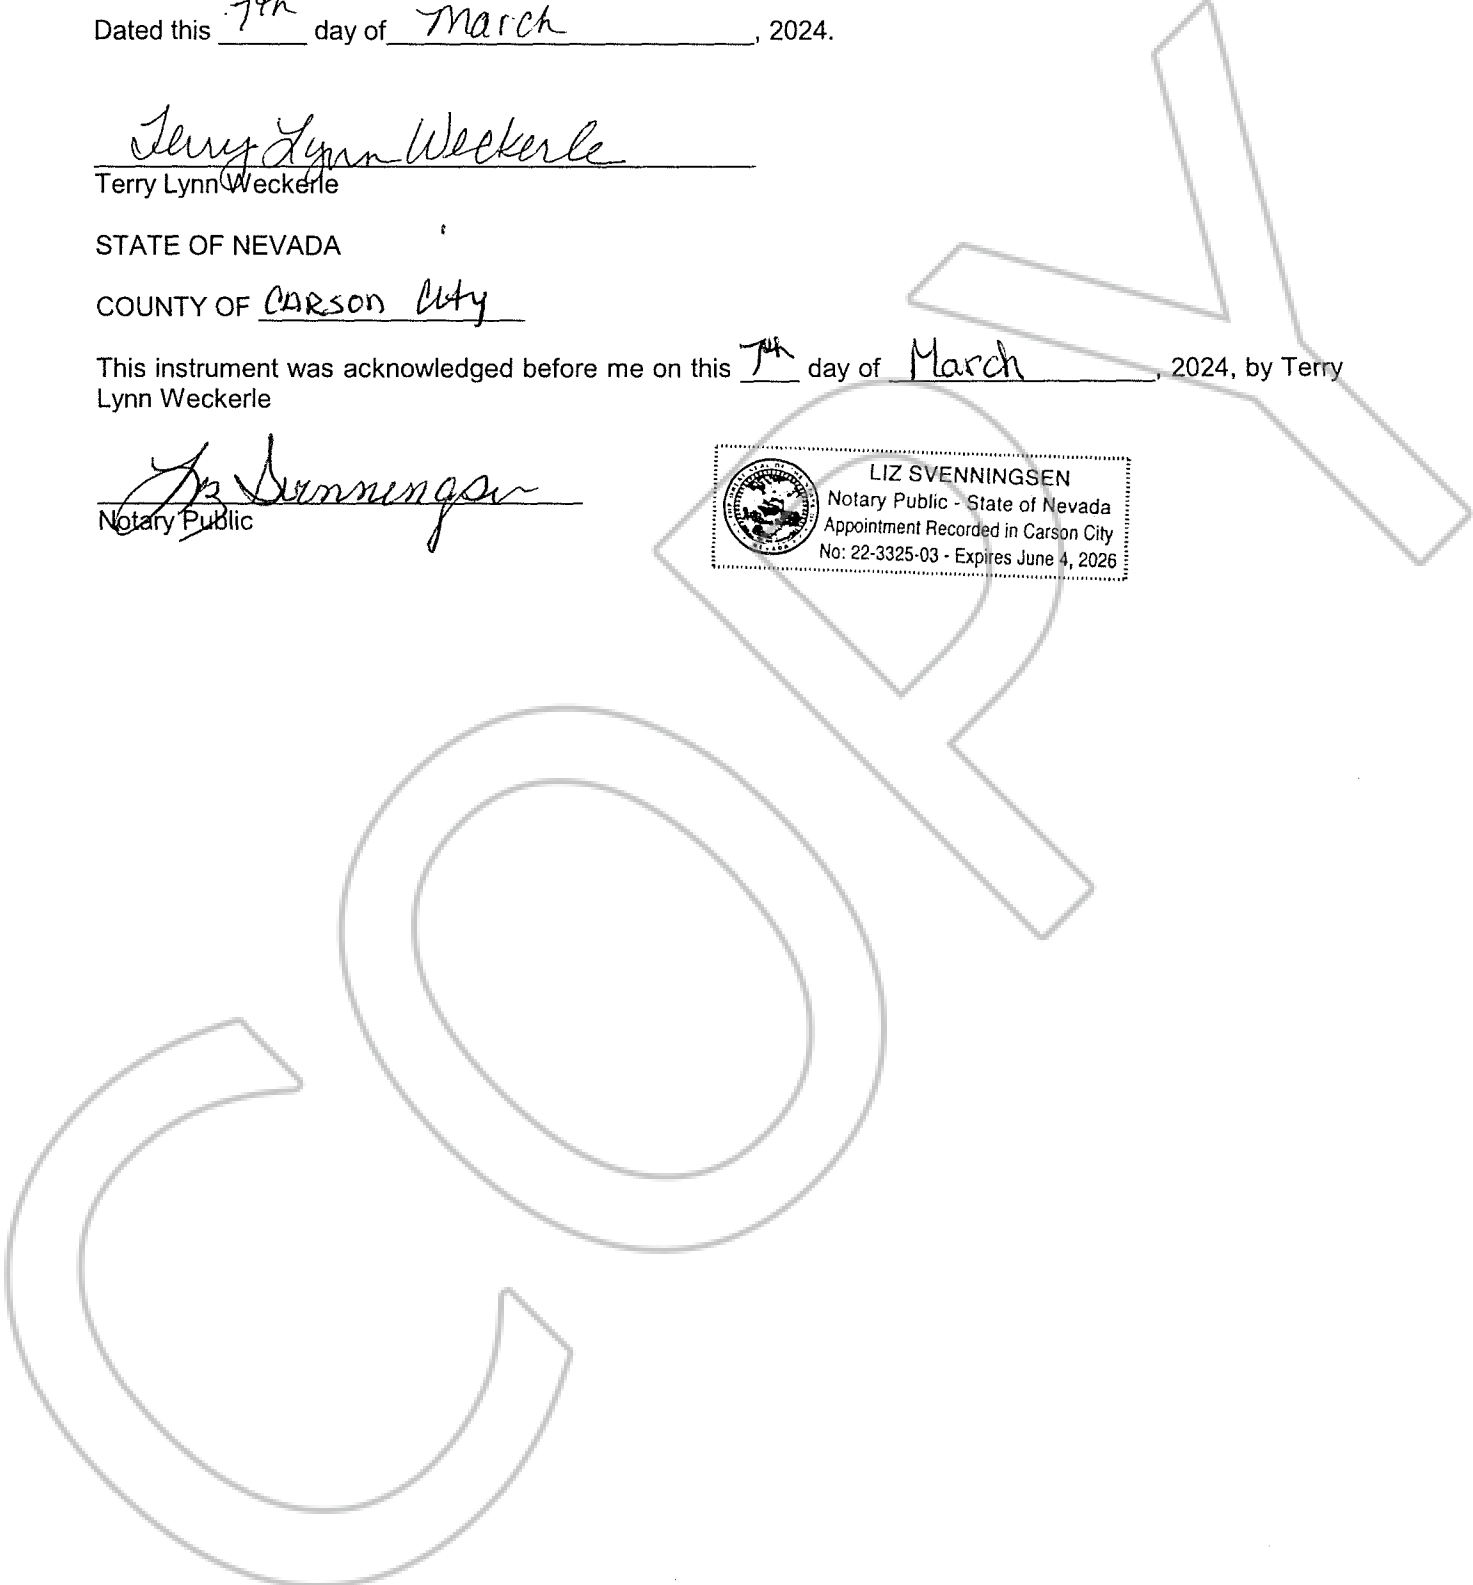 Dated this 7th day of March, 2024.
Terry Lynn Weckerle
Terry Lynn Weckerle
STATE OF NEVADA
COUNTY OF CARSON City
This instrument was acknowledged before me on this 7th day of March, 2024, by Terry
Lynn Weckerle
Liz Svenningsen
Notary Public
LIZ SVENNINGSEN
Notary Public - State of Nevada
Appointment Recorded in Carson City
No: 22-3325-03 - Expires June 4, 2026
COPY